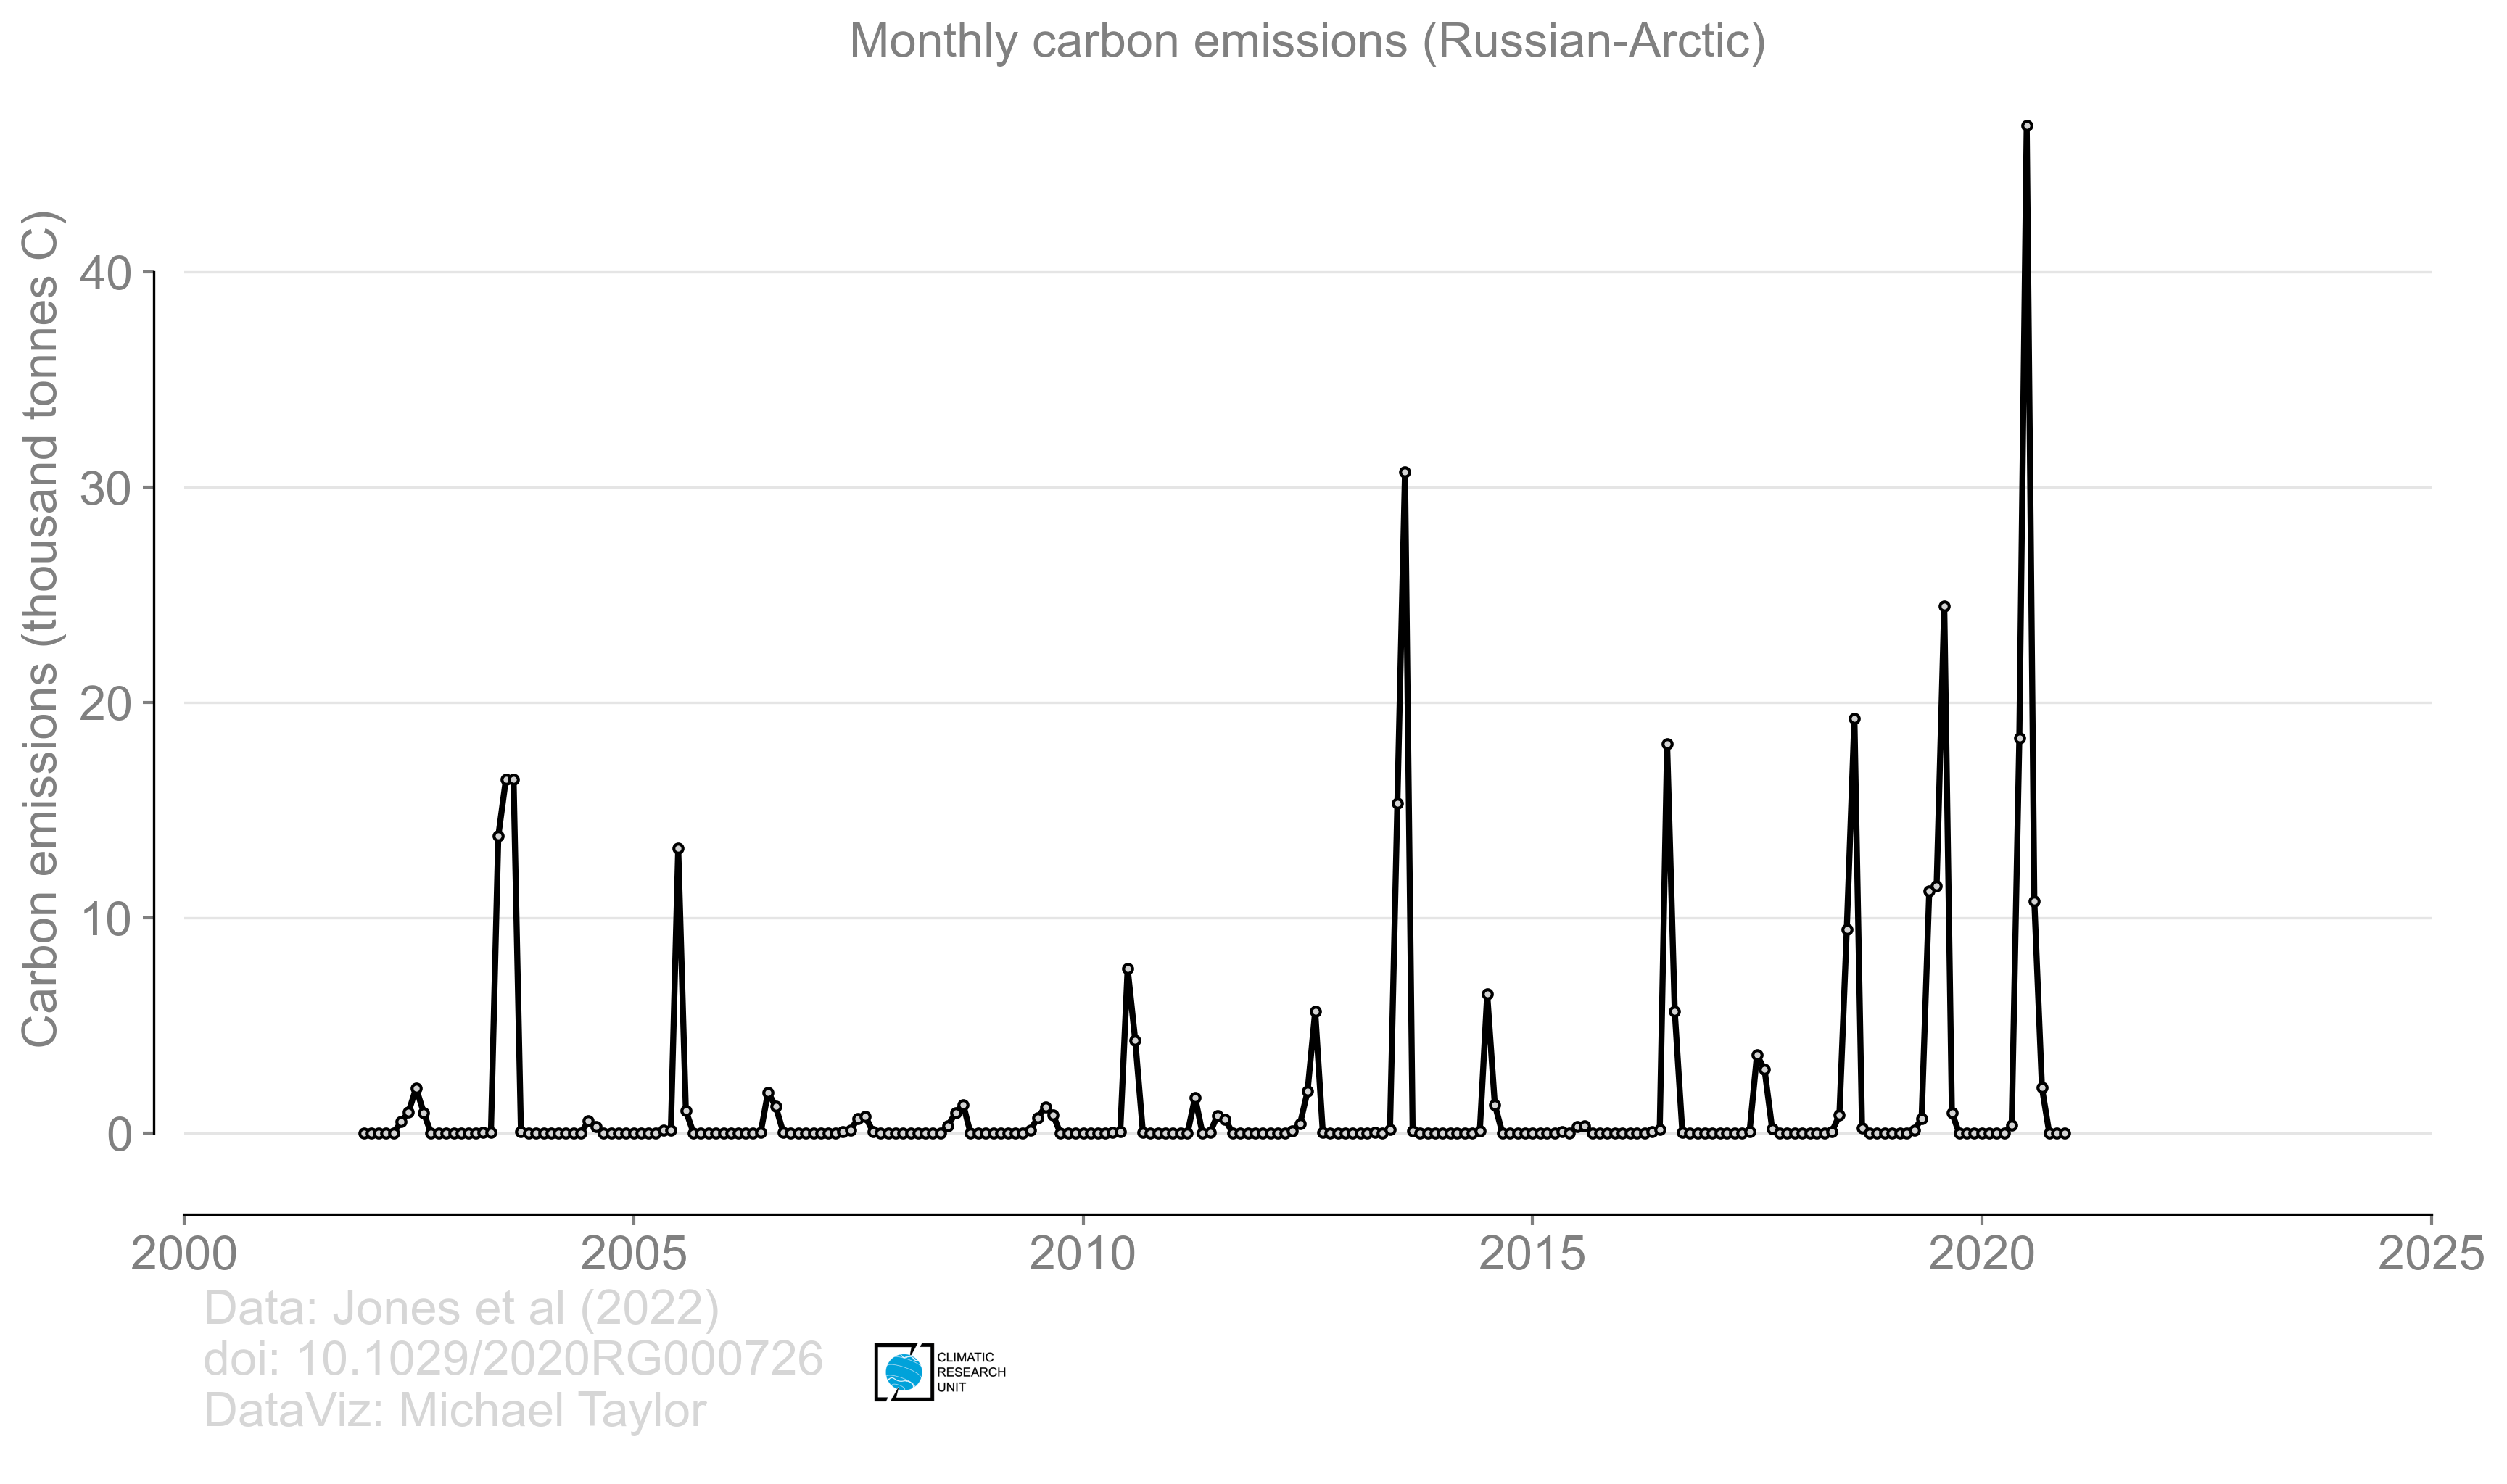 Monthly carbon emissions (Russian-Arctic)
Carbon emissions (thousand tonnes C)
40
30
20
10
0
2000 2005 2010 2015 2020 2025
Data: Jones et al (2022)
doi: 10.1029/2020RG000726
DataViz: Michael Taylor
CLIMATIC
RESEARCH
UNIT